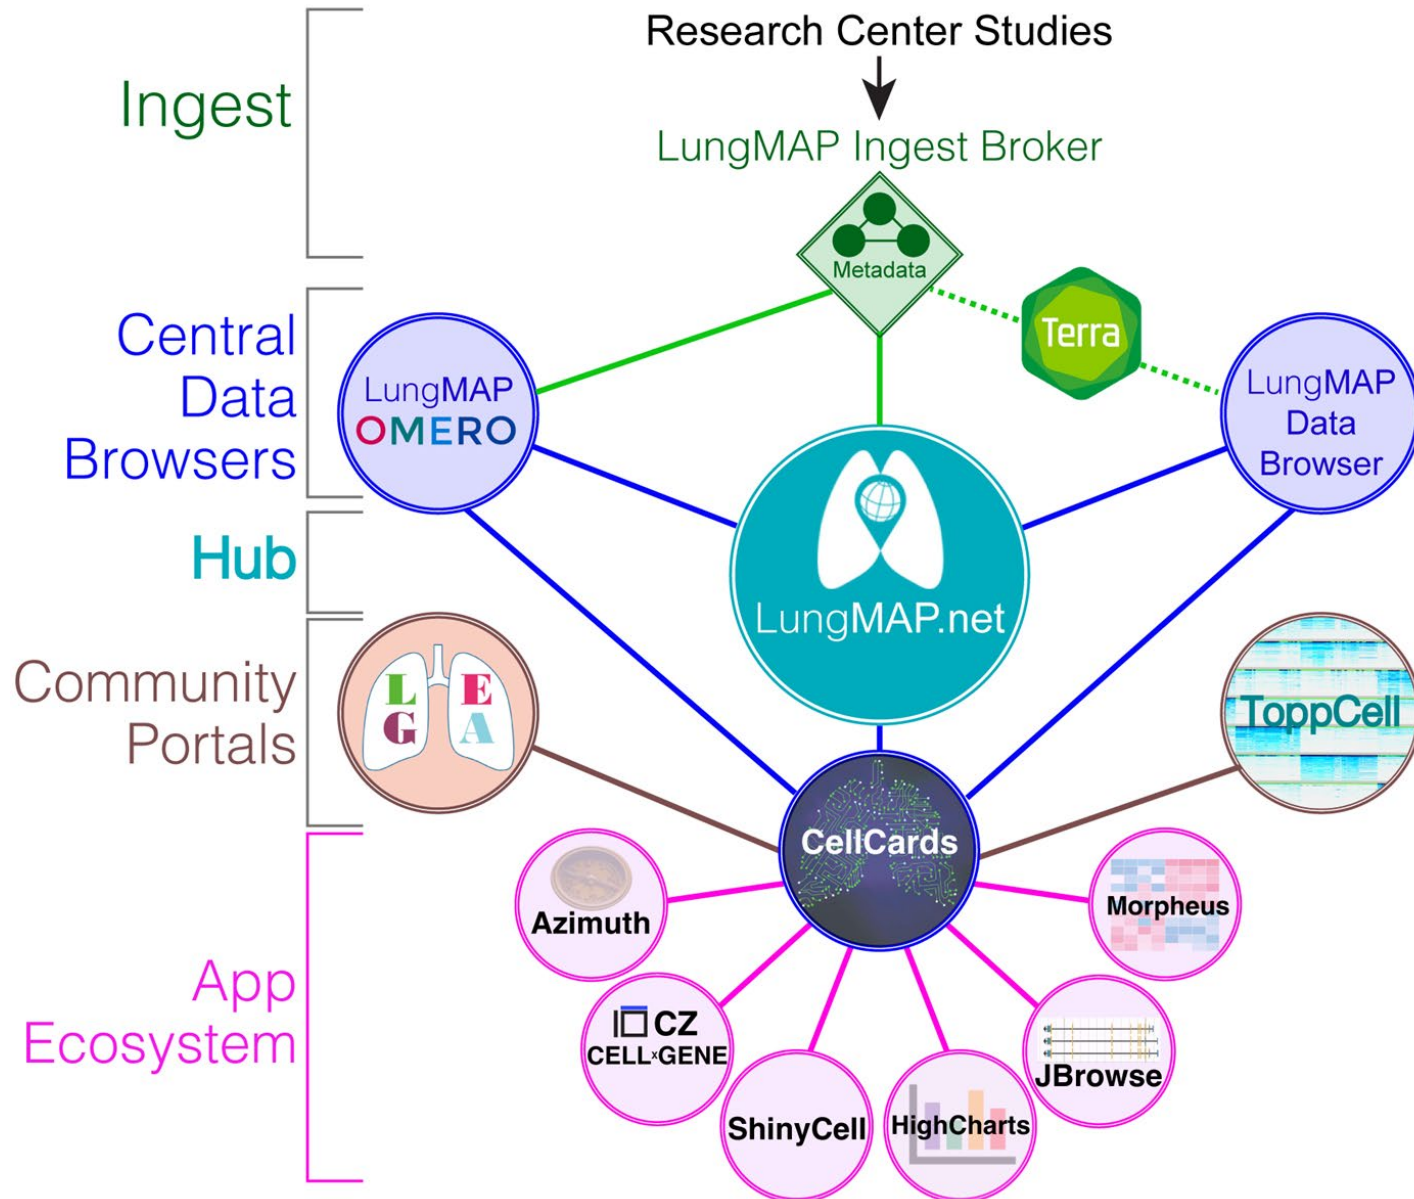 Research Center Studies
Ingest
LungMAP Ingest Broker
Metadata
Terra
Central
Data
Browsers
LungMAP
OMERO
LungMAP
Data
Browser
Hub
LungMAP.net
Community
Portals
L E
G A
ToppCell
CellCards
App
Ecosystem
Azimuth
Morpheus
CZ
CELL×GENE
JBrowse
ShinyCell
HighCharts